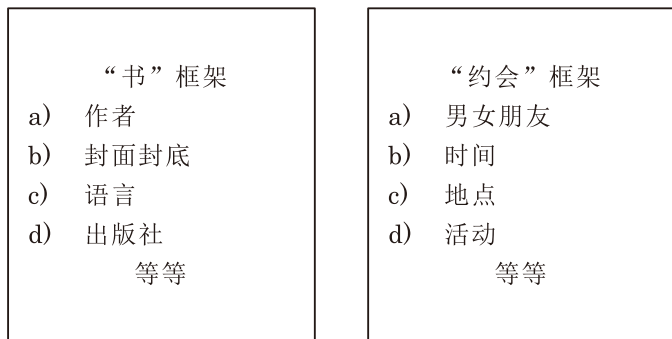 “书”框架
a) 作者
b) 封面封底
c) 语言
d) 出版社
等等
“约会”框架
a) 男女朋友
b) 时间
c) 地点
d) 活动
等等